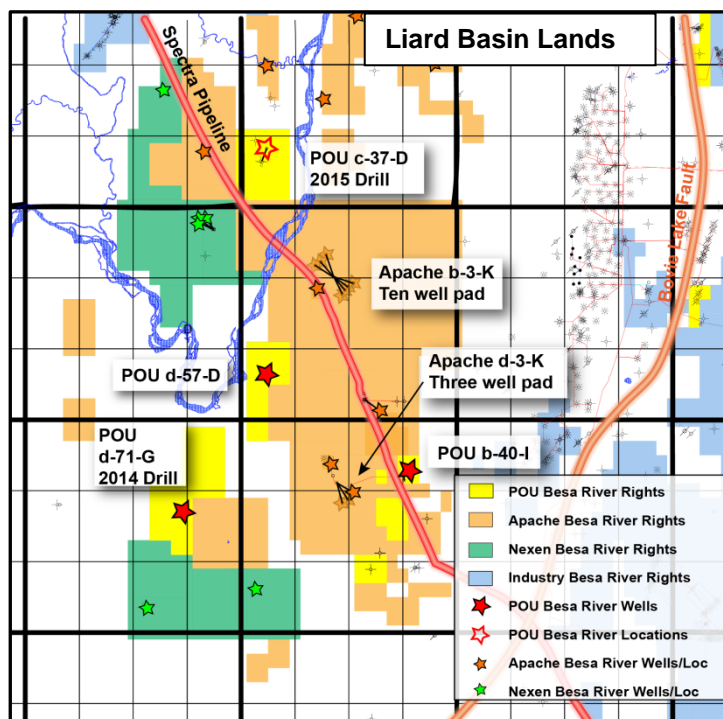 Liard Basin Lands
Spectra Pipeline
POU c-37-D
2015 Drill
Bovie Lake Fault
Apache b-3-K
Ten well pad
POU d-57-D
Apache d-3-K
Three well pad
POU
d-71-G
2014 Drill
POU b-40-I
POU Besa River Rights
Apache Besa River Rights
Nexen Besa River Rights
Industry Besa River Rights
POU Besa River Wells
POU Besa River Locations
Apache Besa River Wells/Loc
Nexen Besa River Wells/Loc